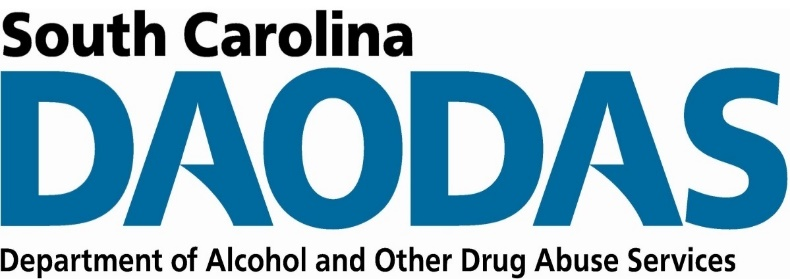 South Carolina
DAODAS
Department of Alcohol and Other Drug Abuse Services